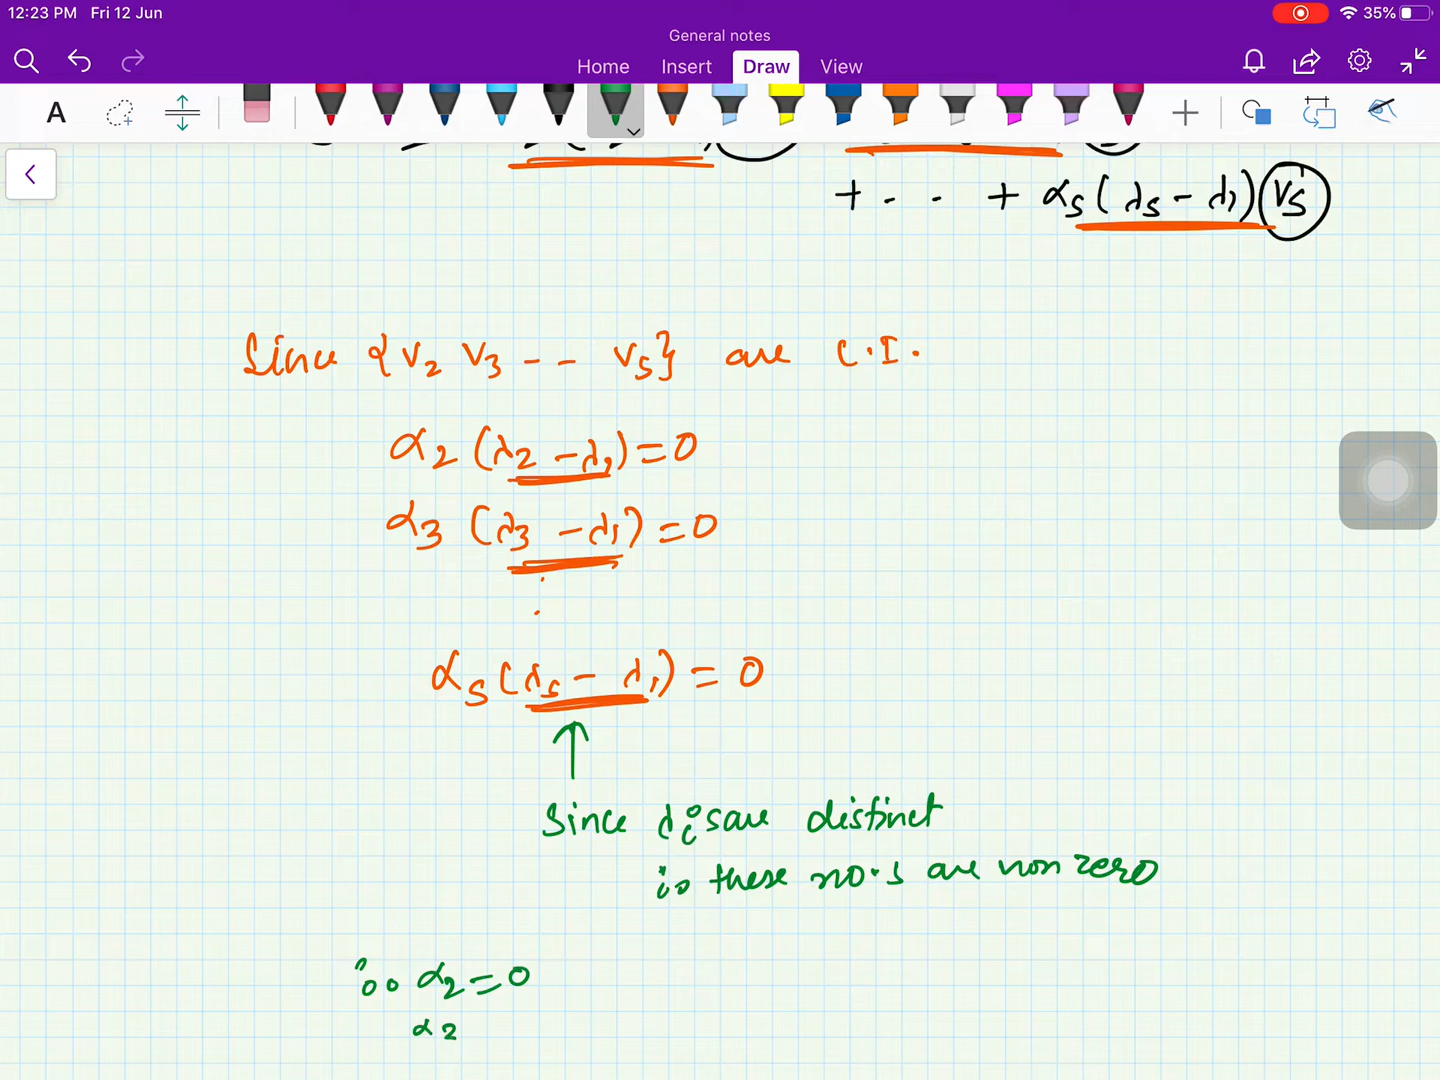 12:23 PM Fri 12 Jun
35%
General notes
Home Insert Draw View
A
+ - - + αs(λs - λ1) vs
Since {v2 v3 -- vs} are L.I.
α2 (λ2 - λ1) = 0
α3 (λ3 - λ1) = 0
⋮
αs (λs - λ1) = 0
↑
Since λi's are distinct
∴ these no.s are non zero
∴ α2 = 0
α2